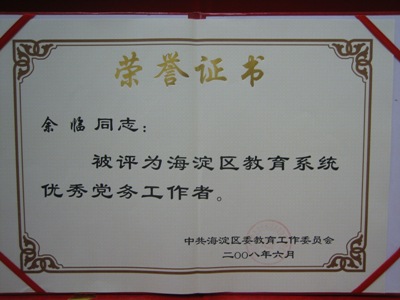 荣誉证书
余临同志：
被评为海淀区教育系统
优秀党务工作者。
中共海淀区委教育工作委员会
二〇〇八年六月